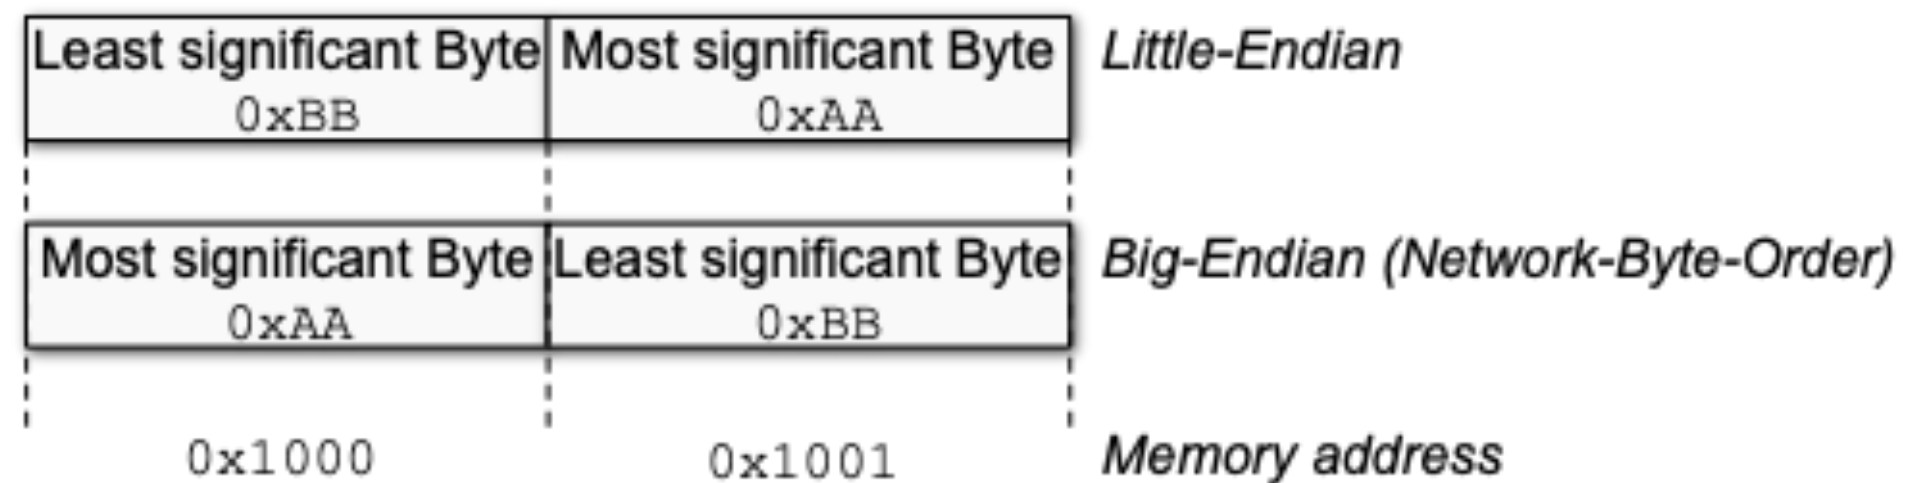 Least significant Byte Most significant Byte Little-Endian
0xBB 0xAA
Most significant Byte Least significant Byte Big-Endian (Network-Byte-Order)
0xAA 0xBB
0x1000 0x1001 Memory address